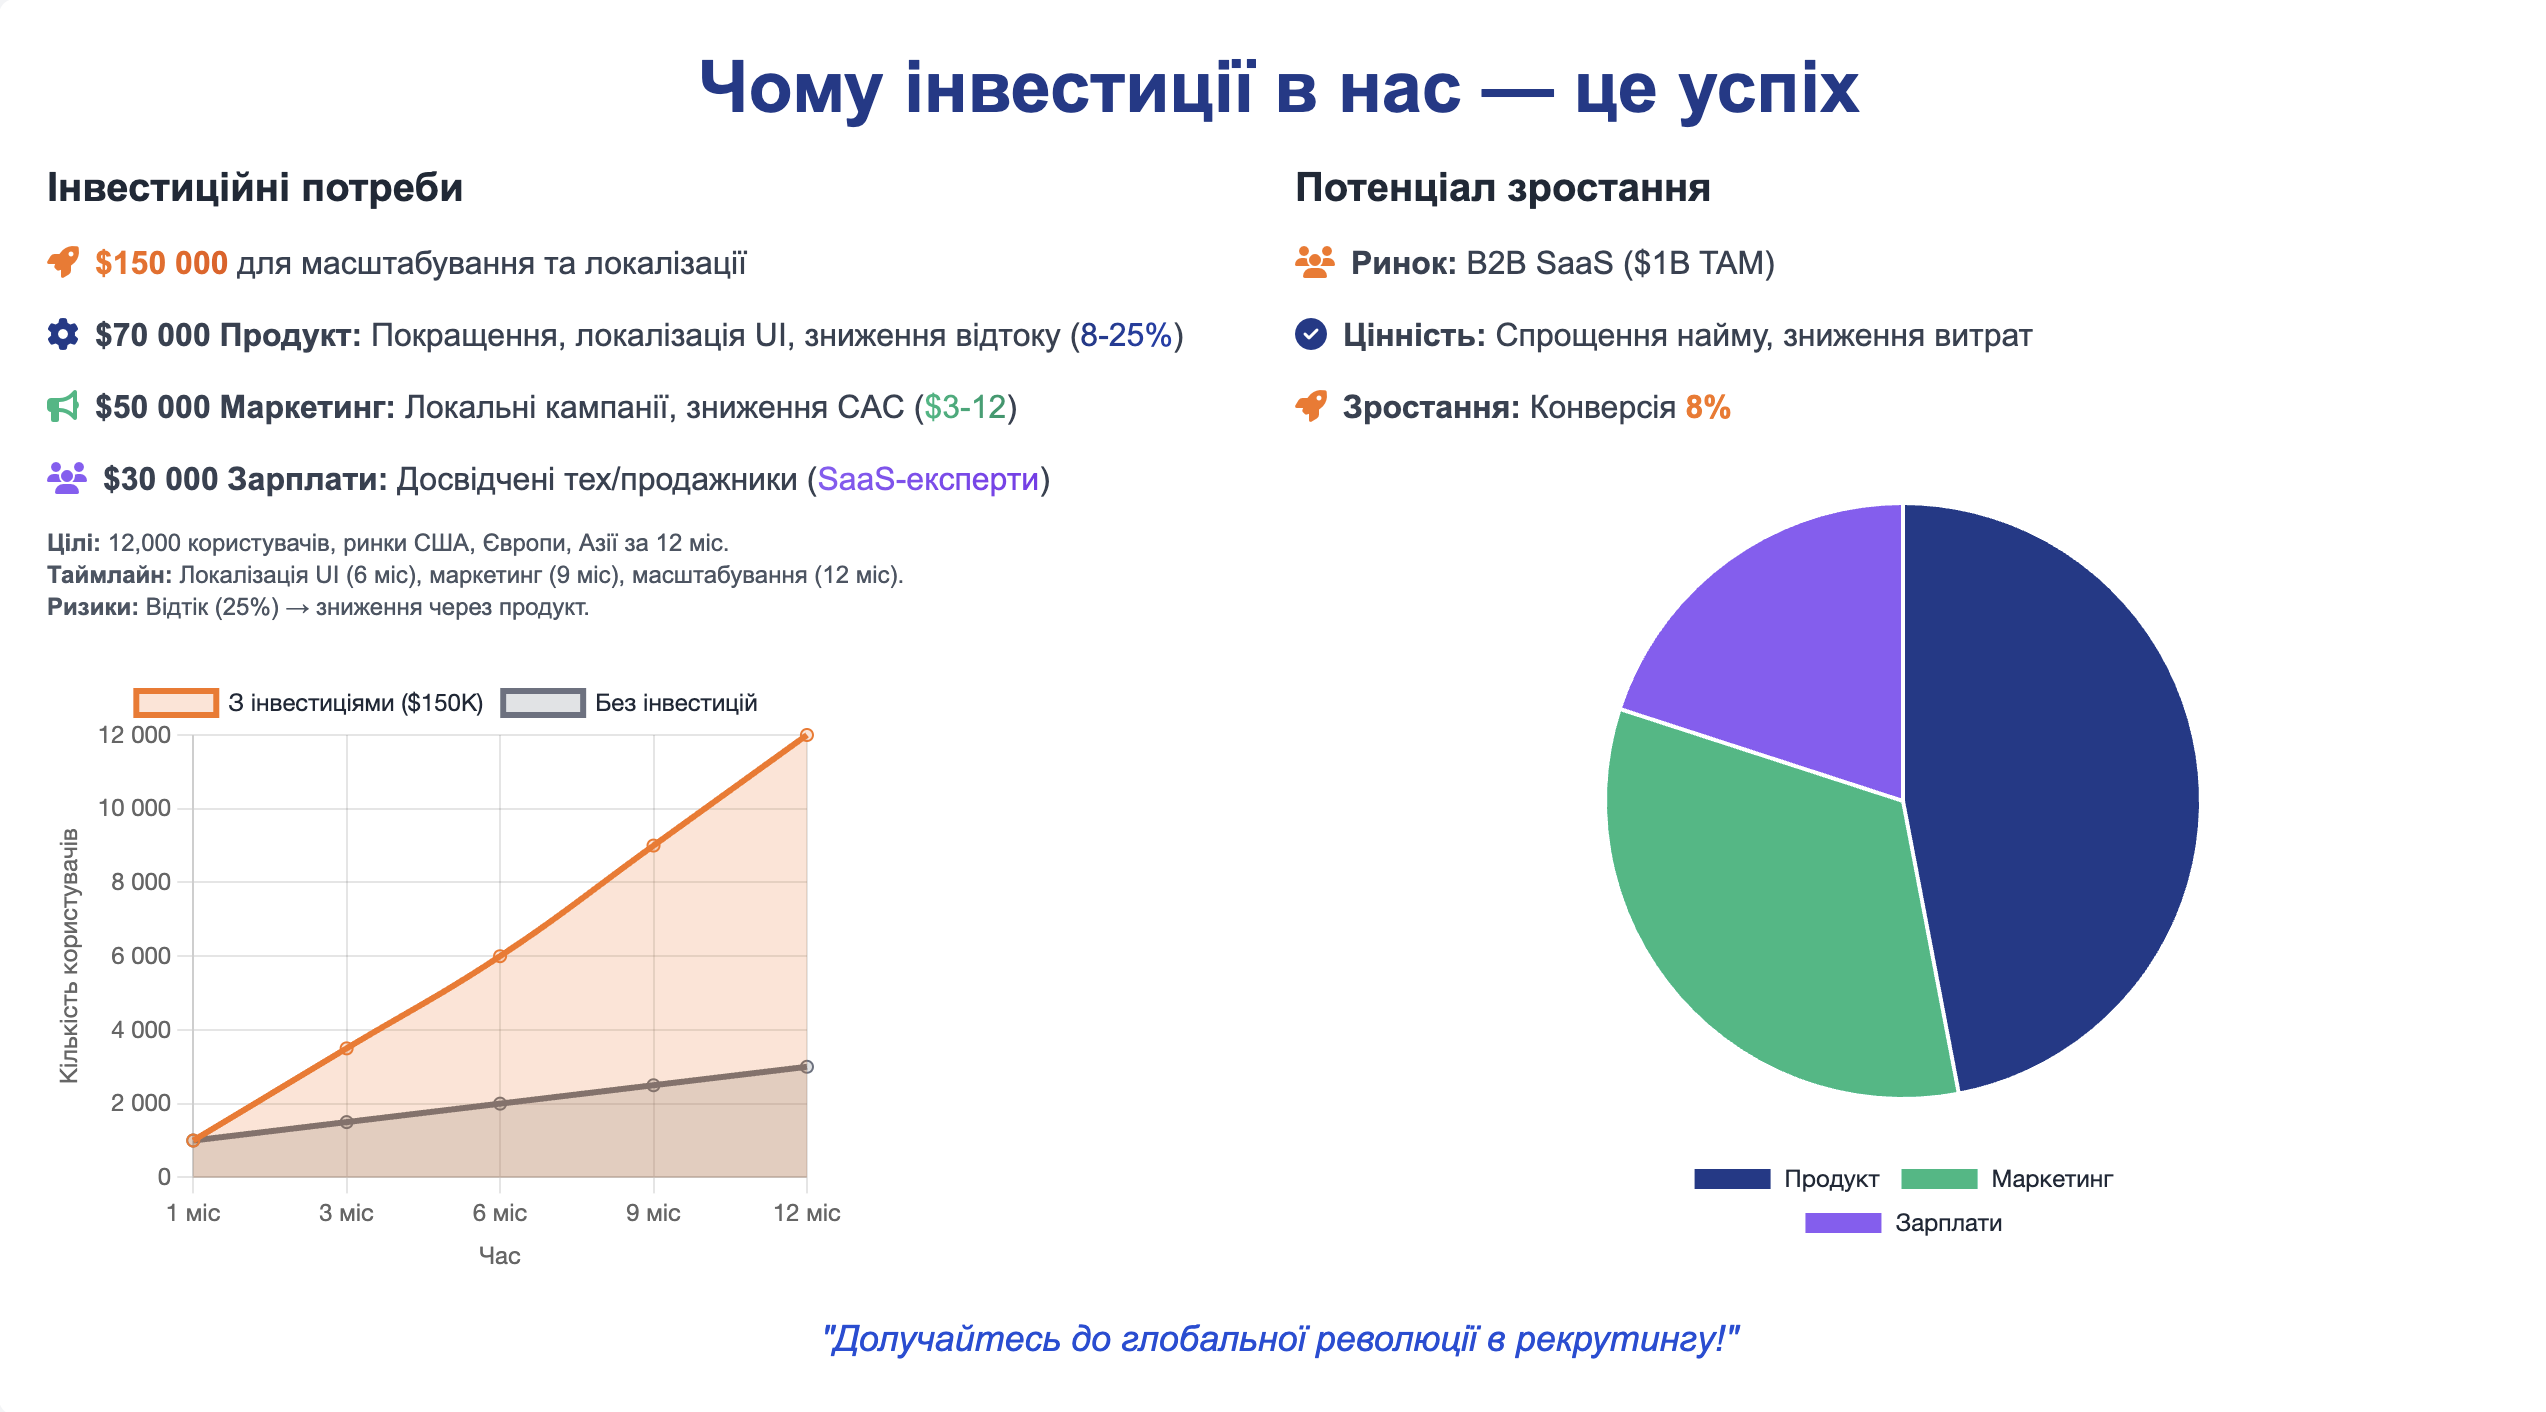 Чому інвестиції в нас — це успіх
Інвестиційні потреби
$150 000 для масштабування та локалізації
$70 000 Продукт: Покращення, локалізація UI, зниження відтоку (8-25%)
$50 000 Маркетинг: Локальні кампанії, зниження CAC ($3-12)
$30 000 Зарплати: Досвідчені тех/продажники (SaaS-експерти)
Цілі: 12,000 користувачів, ринки США, Європи, Азії за 12 міс.
Таймлайн: Локалізація UI (6 міс), маркетинг (9 міс), масштабування (12 міс).
Ризики: Відтік (25%) → зниження через продукт.
З інвестиціями ($150K)
Без інвестицій
Кількість користувачів
12 000
10 000
8 000
6 000
4 000
2 000
0
1 міс
3 міс
6 міс
9 міс
12 міс
Час
Потенціал зростання
Ринок: B2B SaaS ($1B TAM)
Цінність: Спрощення найму, зниження витрат
Зростання: Конверсія 8%
Продукт
Маркетинг
Зарплати
"Долучайтесь до глобальної революції в рекрутингу!"